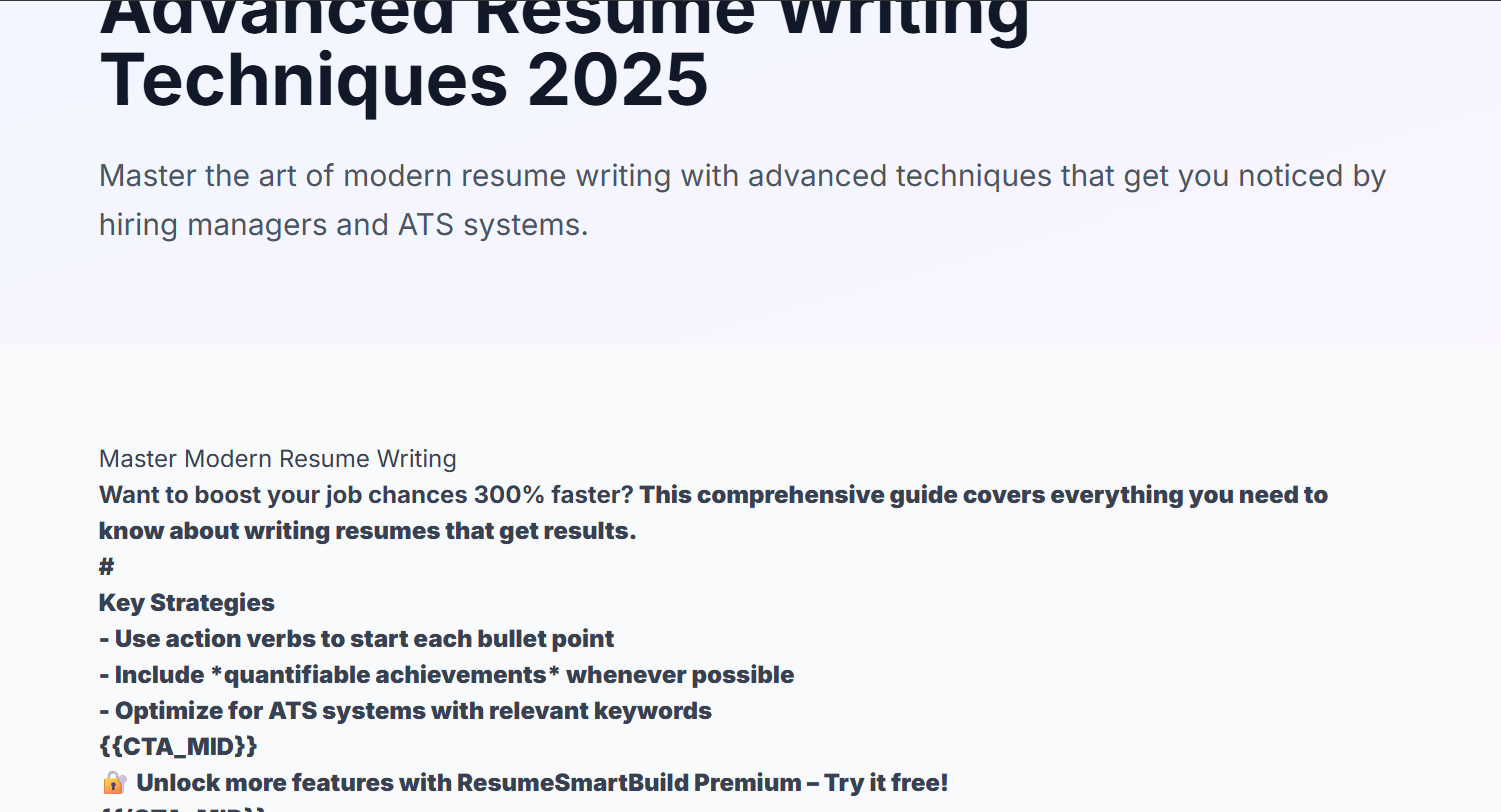 Advanced Resume Writing
Techniques 2025
Master the art of modern resume writing with advanced techniques that get you noticed by
hiring managers and ATS systems.
Master Modern Resume Writing
Want to boost your job chances 300% faster? This comprehensive guide covers everything you need to
know about writing resumes that get results.
#
Key Strategies
- Use action verbs to start each bullet point
- Include *quantifiable achievements* whenever possible
- Optimize for ATS systems with relevant keywords
{{CTA_MID}}
🔐 Unlock more features with ResumeSmartBuild Premium – Try it free!
{{/CTA_MID}}